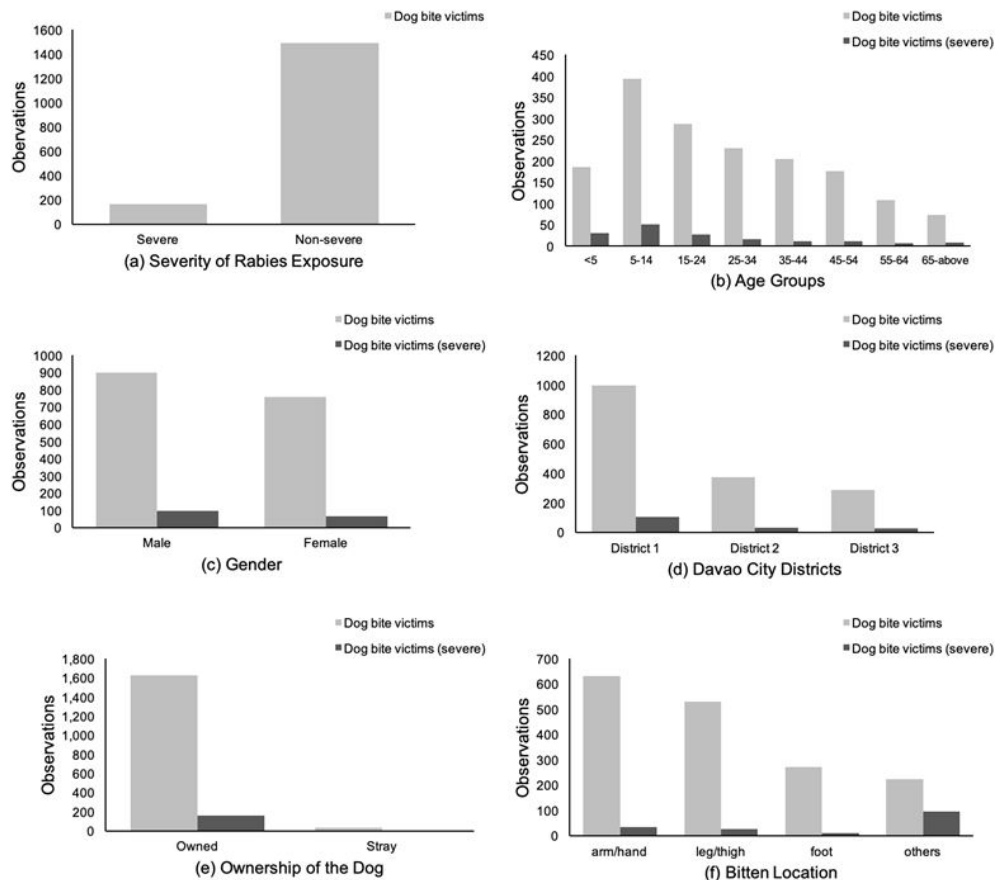 Dog bite victims
1600
1400
1200
1000
800
600
400
200
0
Obervations
Severe Non-severe
(a) Severity of Rabies Exposure
Dog bite victims
Dog bite victims (severe)
450
400
350
300
250
200
150
100
50
0
Observations
<5 5-14 15-24 25-34 35-44 45-54 55-64 65-above
(b) Age Groups
Dog bite victims
Dog bite victims (severe)
1000
900
800
700
600
500
400
300
200
100
0
Observations
Male Female
(c) Gender
Dog bite victims
Dog bite victims (severe)
1200
1000
800
600
400
200
0
Observations
District 1 District 2 District 3
(d) Davao City Districts
Dog bite victims
Dog bite victims (severe)
1,800
1,600
1,400
1,200
1,000
800
600
400
200
0
Observations
Owned Stray
(e) Ownership of the Dog
Dog bite victims
Dog bite victims (severe)
700
600
500
400
300
200
100
0
Observations
arm/hand leg/thigh foot others
(f) Bitten Location